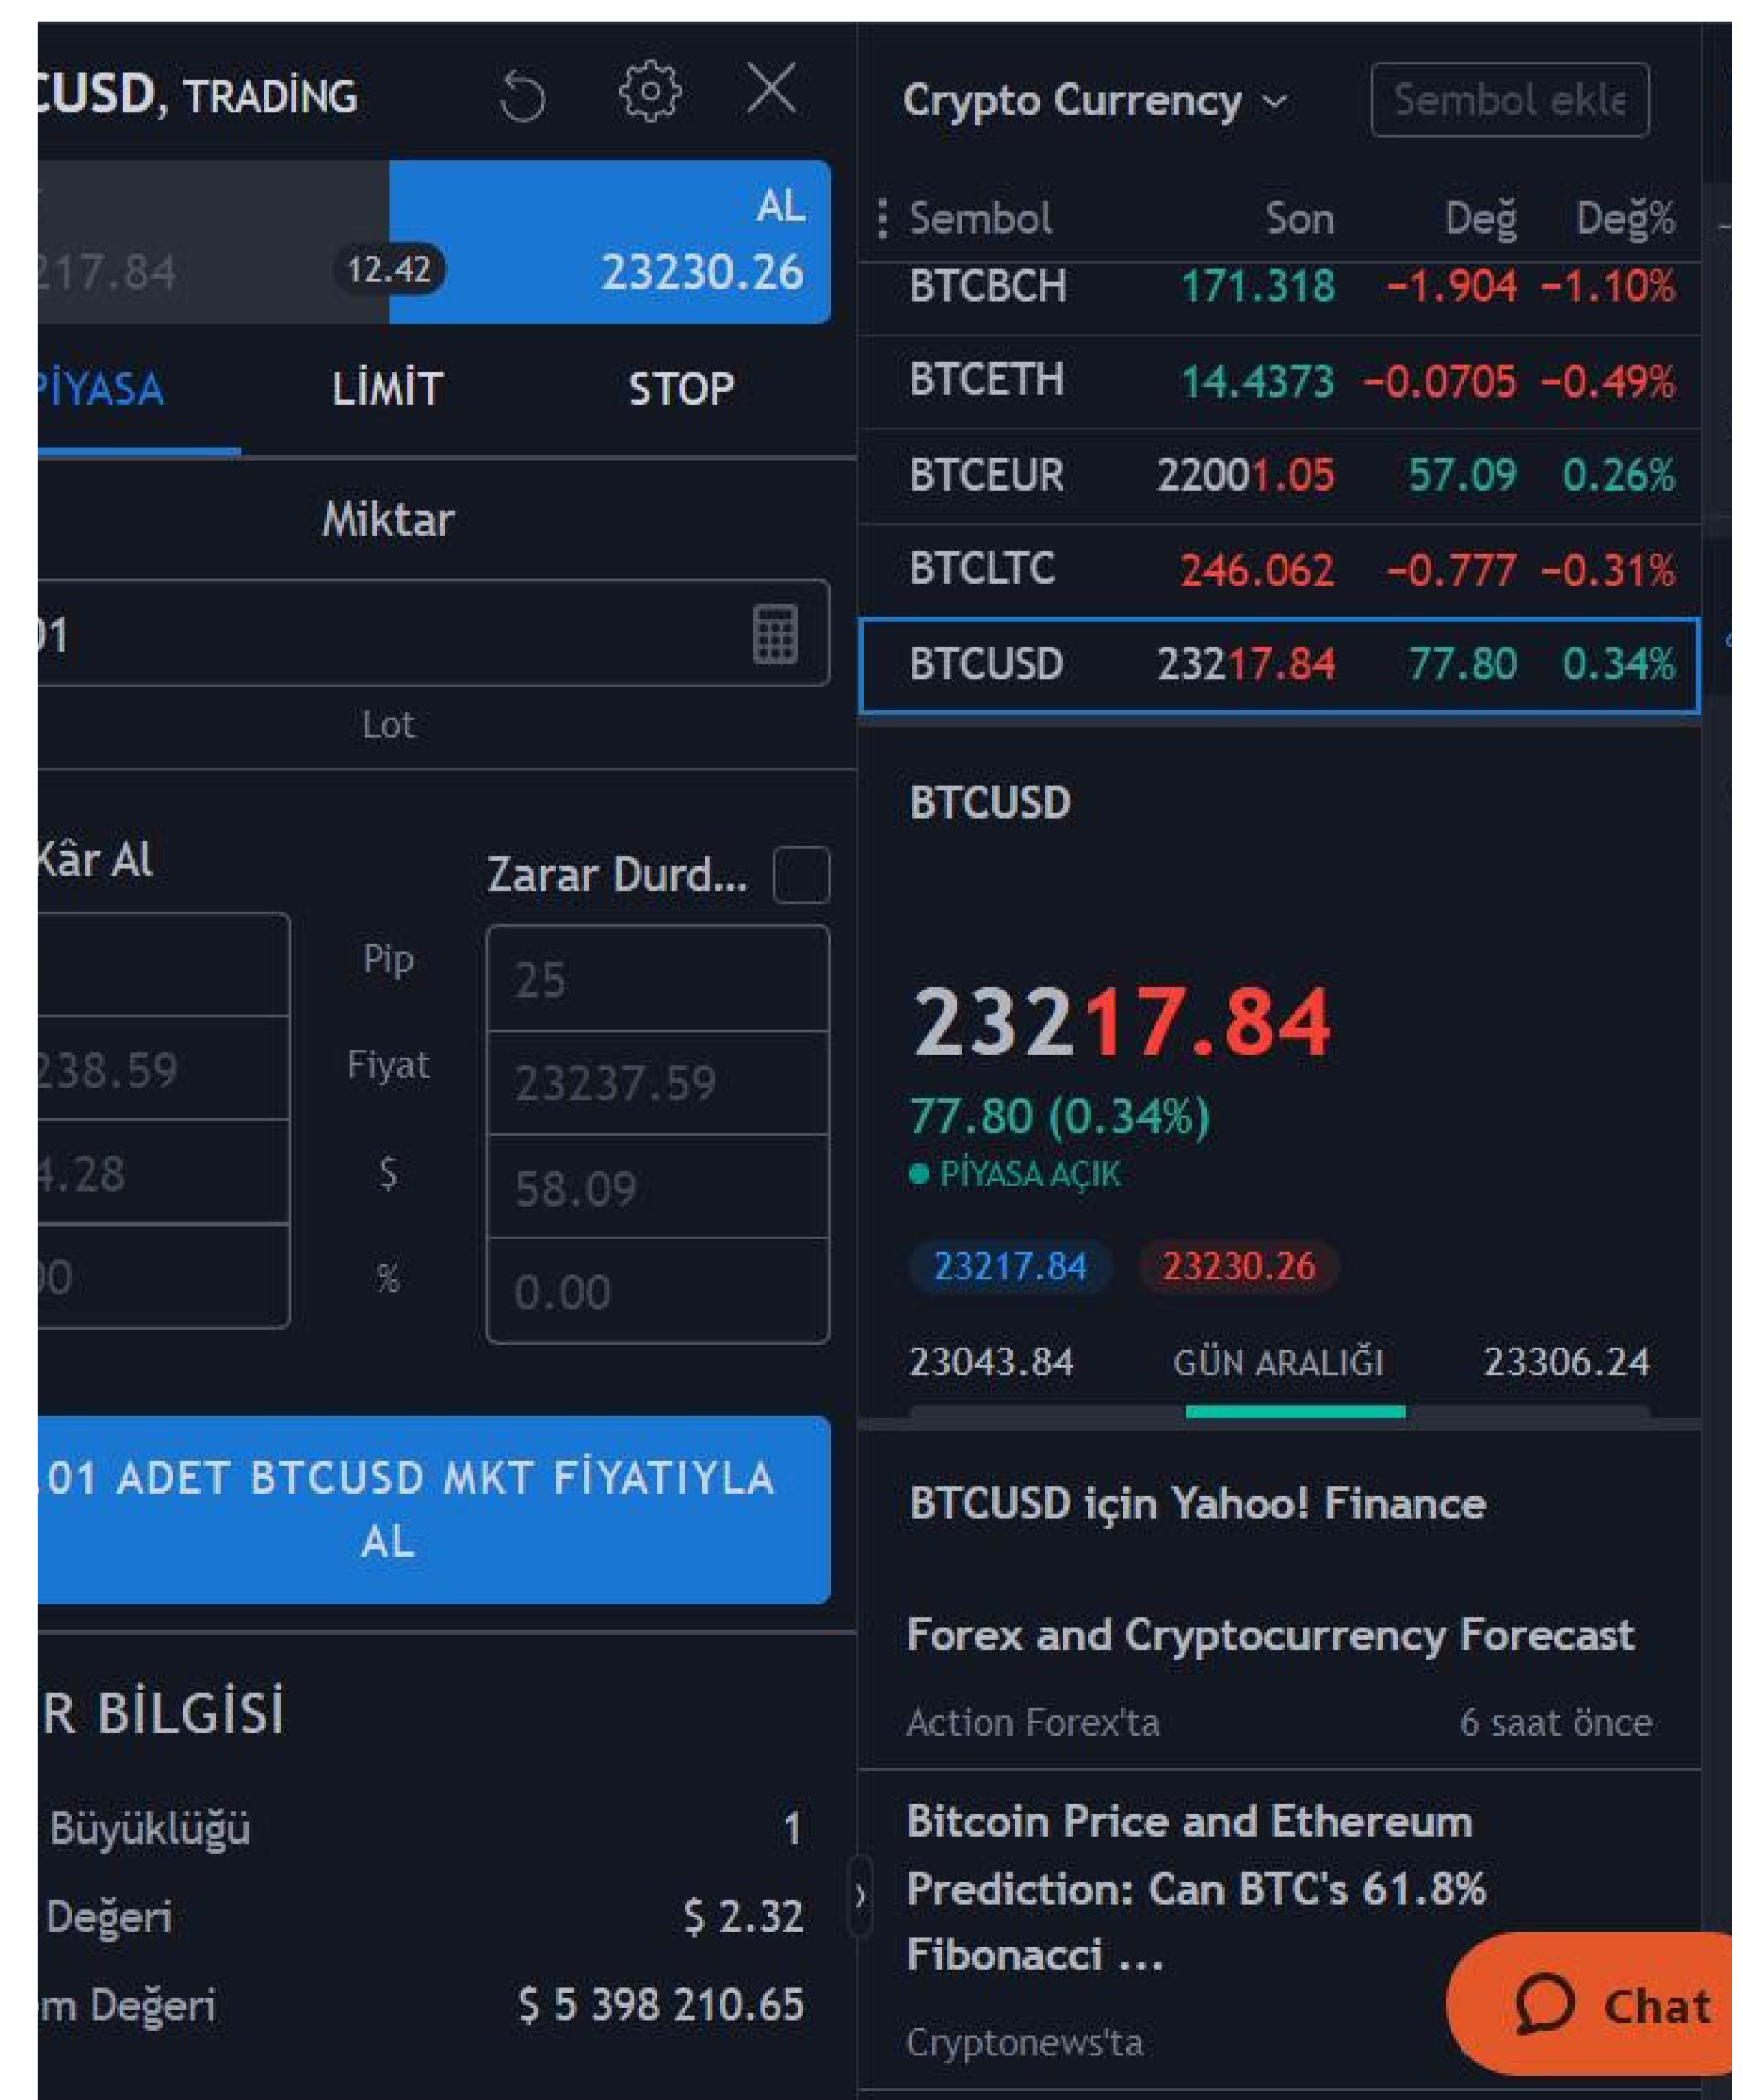 CUSD, TRADİNG
AL
217.84
12.42
23230.26
PİYASA
LİMİT
STOP
Miktar
01
Lot
Kâr Al
Zarar Durd...
Pip
25
238.59
Fiyat
23237.59
4.28
$
58.09
00
%
0.00
.01 ADET BTCUSD MKT FİYATIYLA
AL
R BİLGİSİ
Büyüklüğü 1
Değeri $ 2.32
m Değeri $ 5 398 210.65
Crypto Currency
Sembol ekle
Sembol Son Değ Değ%
BTCBCH 171.318 −1.904 −1.10%
BTCETH 14.4373 −0.0705 −0.49%
BTCEUR 22001.05 57.09 0.26%
BTCLTC 246.062 −0.777 −0.31%
BTCUSD 23217.84 77.80 0.34%
BTCUSD
23217.84
77.80 (0.34%)
PİYASA AÇIK
23217.84 23230.26
23043.84 GÜN ARALIĞI 23306.24
BTCUSD için Yahoo! Finance
Forex and Cryptocurrency Forecast
Action Forex'ta 6 saat önce
Bitcoin Price and Ethereum
Prediction: Can BTC's 61.8%
Fibonacci ...
Cryptonews'ta
Chat